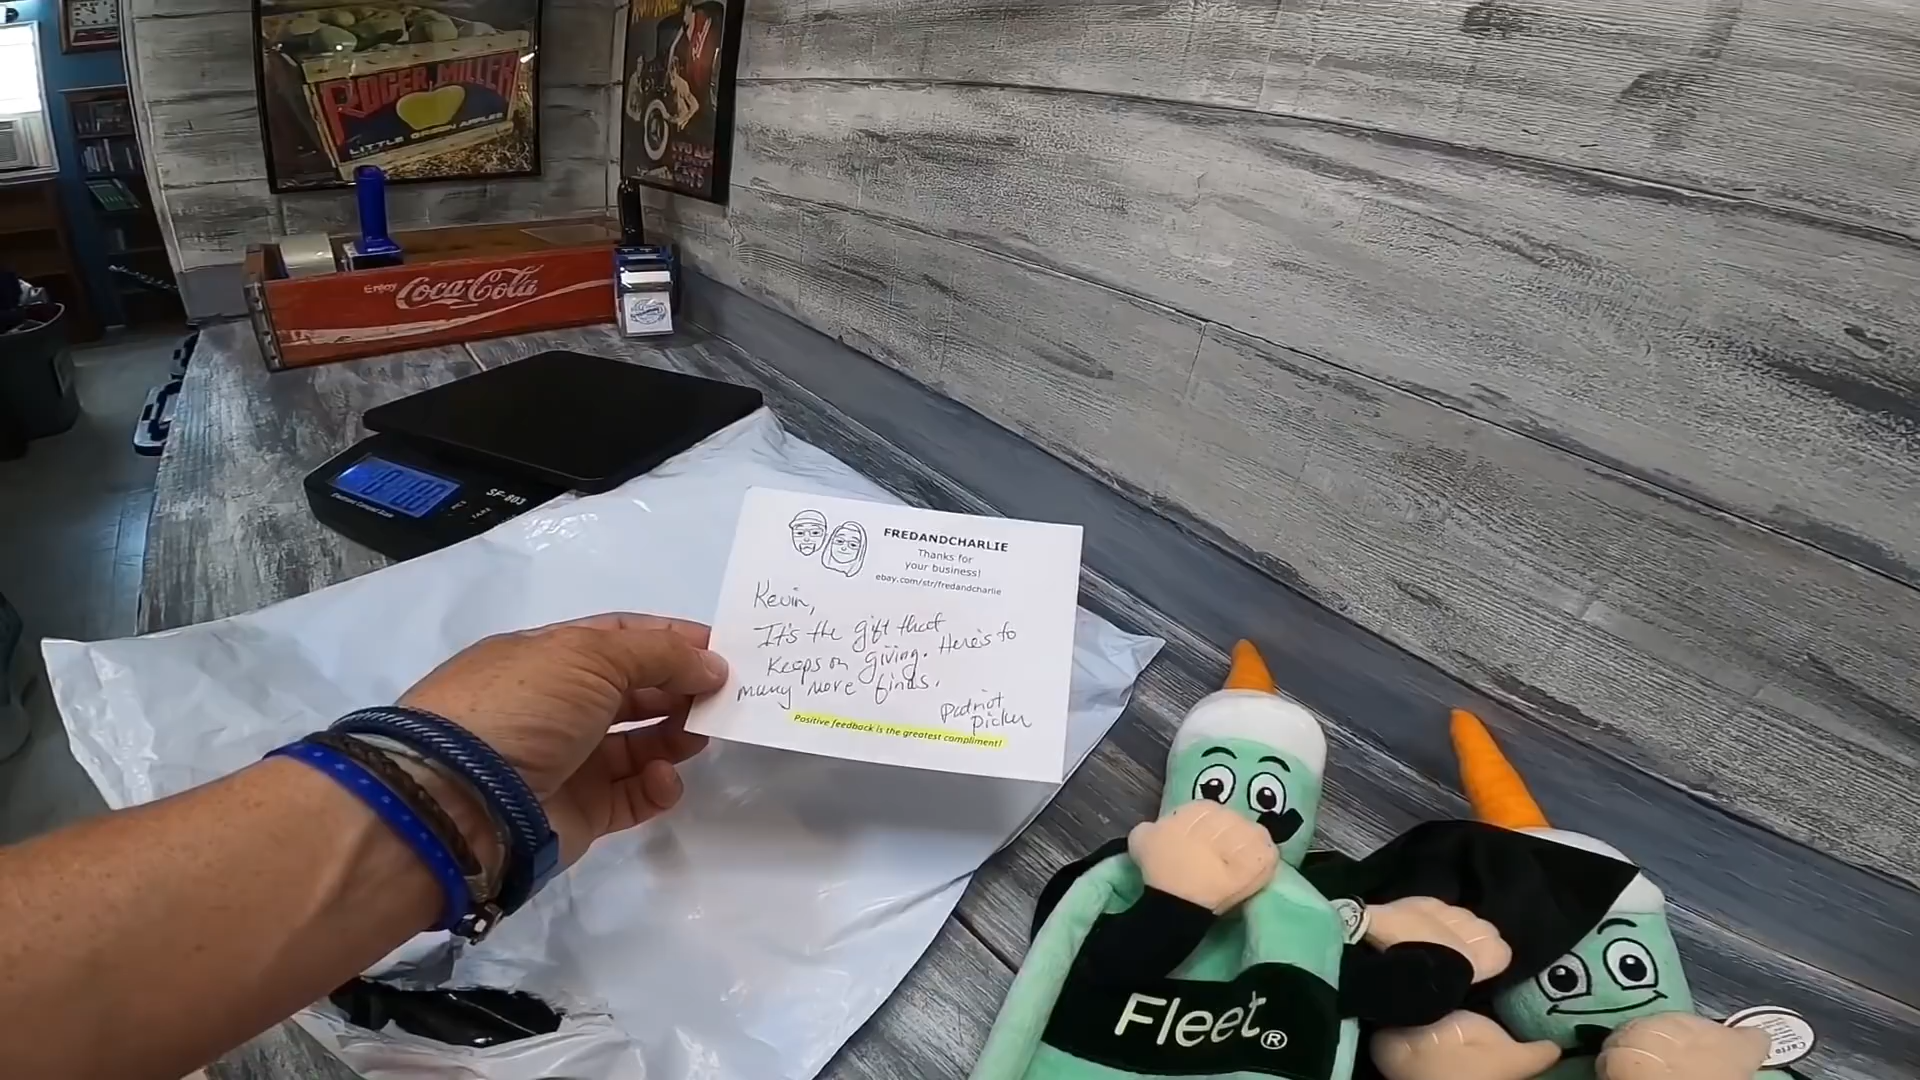 ROGER MILLER
LITTLE GREEN APPLES
Enjoy
Coca-Cola
SF-803
FREDANDCHARLIE
Thanks for
your business!
ebay.com/str/fredandcharlie
Kevin,
It's the gift that
Keeps on giving. Here's to
many more finds.
Patriot
picker
Positive feedback is the greatest compliment!
Fleet®